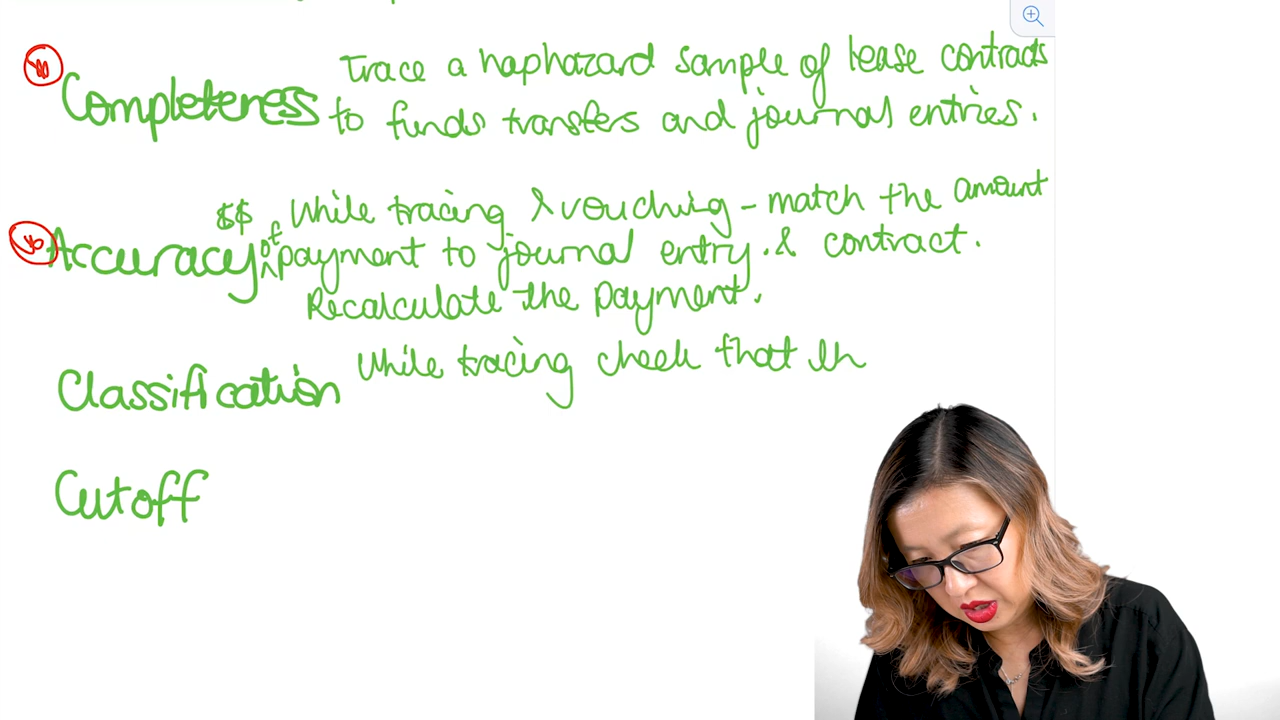 Completeness
Trace a haphazard sample of lease contracts
to funds transfers and journal entries.
Accuracy
$$
of
While tracing & vouching - match the amount
payment to journal entry. & contract.
Recalculate the payment.
Classification
While tracing check that th
Cutoff